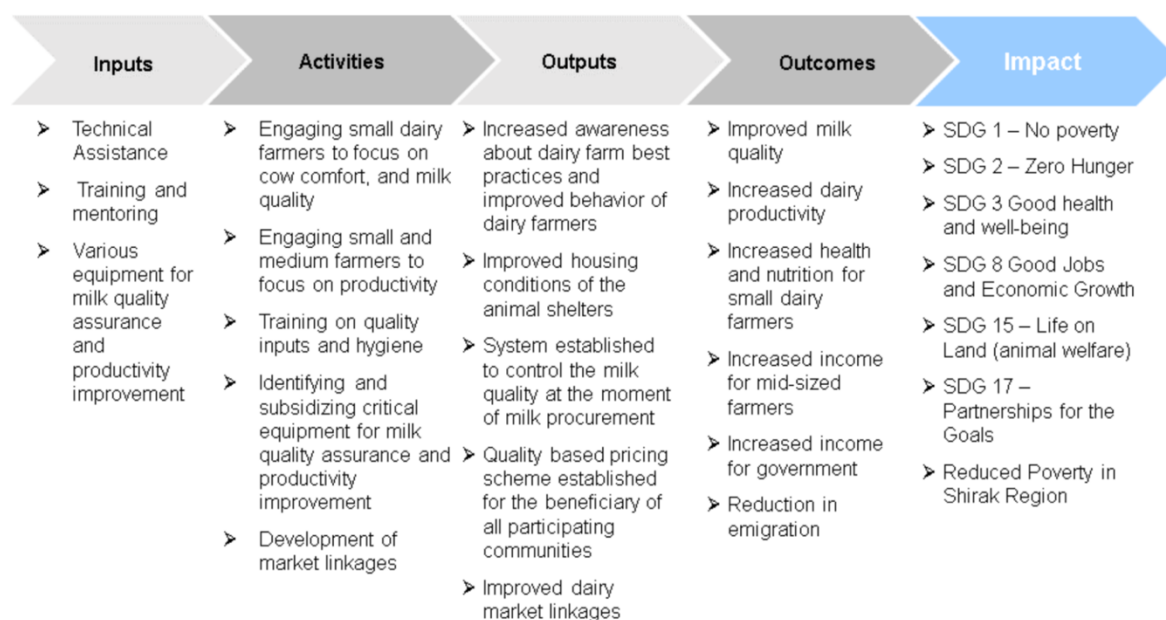 Inputs
Activities
Outputs
Outcomes
Impact
➢ Technical
Assistance
➢ Training and
mentoring
➢ Various
equipment for
milk quality
assurance
and
productivity
improvement
➢ Engaging small dairy
farmers to focus on
cow comfort, and milk
quality
➢ Engaging small and
medium farmers to
focus on productivity
➢ Training on quality
inputs and hygiene
➢ Identifying and
subsidizing critical
equipment for milk
quality assurance and
productivity
improvement
➢ Development of
market linkages
➢ Increased awareness
about dairy farm best
practices and
improved behavior of
dairy farmers
➢ Improved housing
conditions of the
animal shelters
➢ System established
to control the milk
quality at the moment
of milk procurement
➢ Quality based pricing
scheme established
for the beneficiary of
all participating
communities
➢ Improved dairy
market linkages
➢ Improved milk
quality
➢ Increased dairy
productivity
➢ Increased health
and nutrition for
small dairy
farmers
➢ Increased income
for mid-sized
farmers
➢ Increased income
for government
➢ Reduction in
emigration
➢ SDG 1 – No poverty
➢ SDG 2 – Zero Hunger
➢ SDG 3 Good health
and well-being
➢ SDG 8 Good Jobs
and Economic Growth
➢ SDG 15 – Life on
Land (animal welfare)
➢ SDG 17 –
Partnerships for the
Goals
➢ Reduced Poverty in
Shirak Region